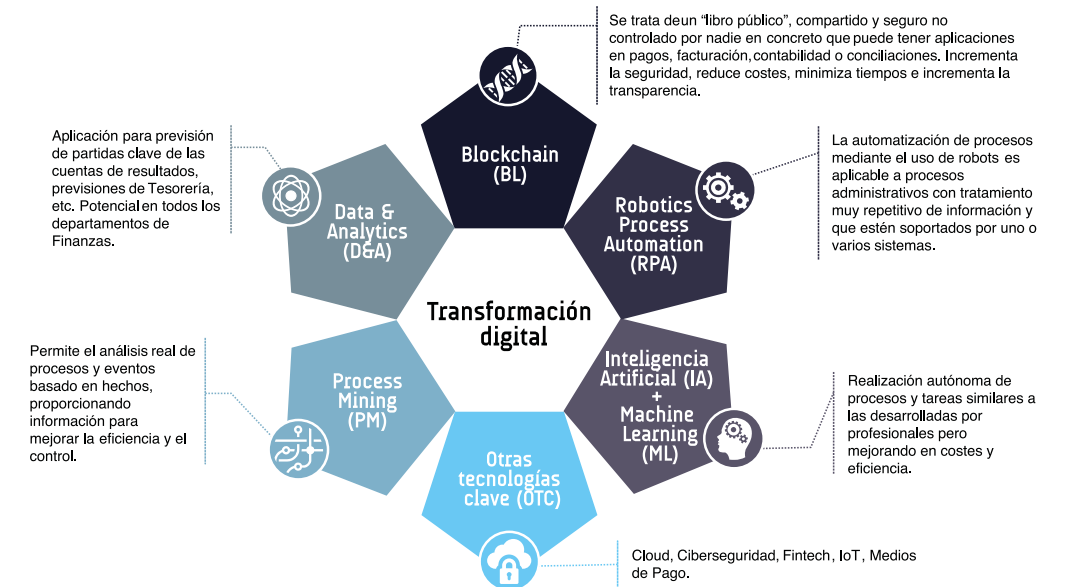 Se trata deun “libro público”, compartido y seguro no
controlado por nadie en concreto que puede tener aplicaciones
en pagos, facturación, contabilidad o conciliaciones. Incrementa
la seguridad, reduce costes, minimiza tiempos e incrementa la
transparencia.
Blockchain
(BL)
La automatización de procesos
mediante el uso de robots es
aplicable a procesos
administrativos con tratamiento
muy repetitivo de información y
que estén soportados por uno o
varios sistemas.
Robotics
Process
Automation
(RPA)
Aplicación para previsión
de partidas clave de las
cuentas de resultados,
previsiones de Tesorería,
etc. Potencial en todos los
departamentos de
Finanzas.
Data &
Analytics
(D&A)
Transformación
digital
Permite el análisis real de
procesos y eventos
basado en hechos,
proporcionando
información para
mejorar la eficiencia y el
control.
Process
Mining
(PM)
Inteligencia
Artificial (IA)
+
Machine
Learning
(ML)
Realización autónoma de
procesos y tareas similares a
las desarrolladas por
profesionales pero
mejorando en costes y
eficiencia.
Otras
tecnologías
clave (OTC)
Cloud, Ciberseguridad, Fintech, IoT, Medios
de Pago.